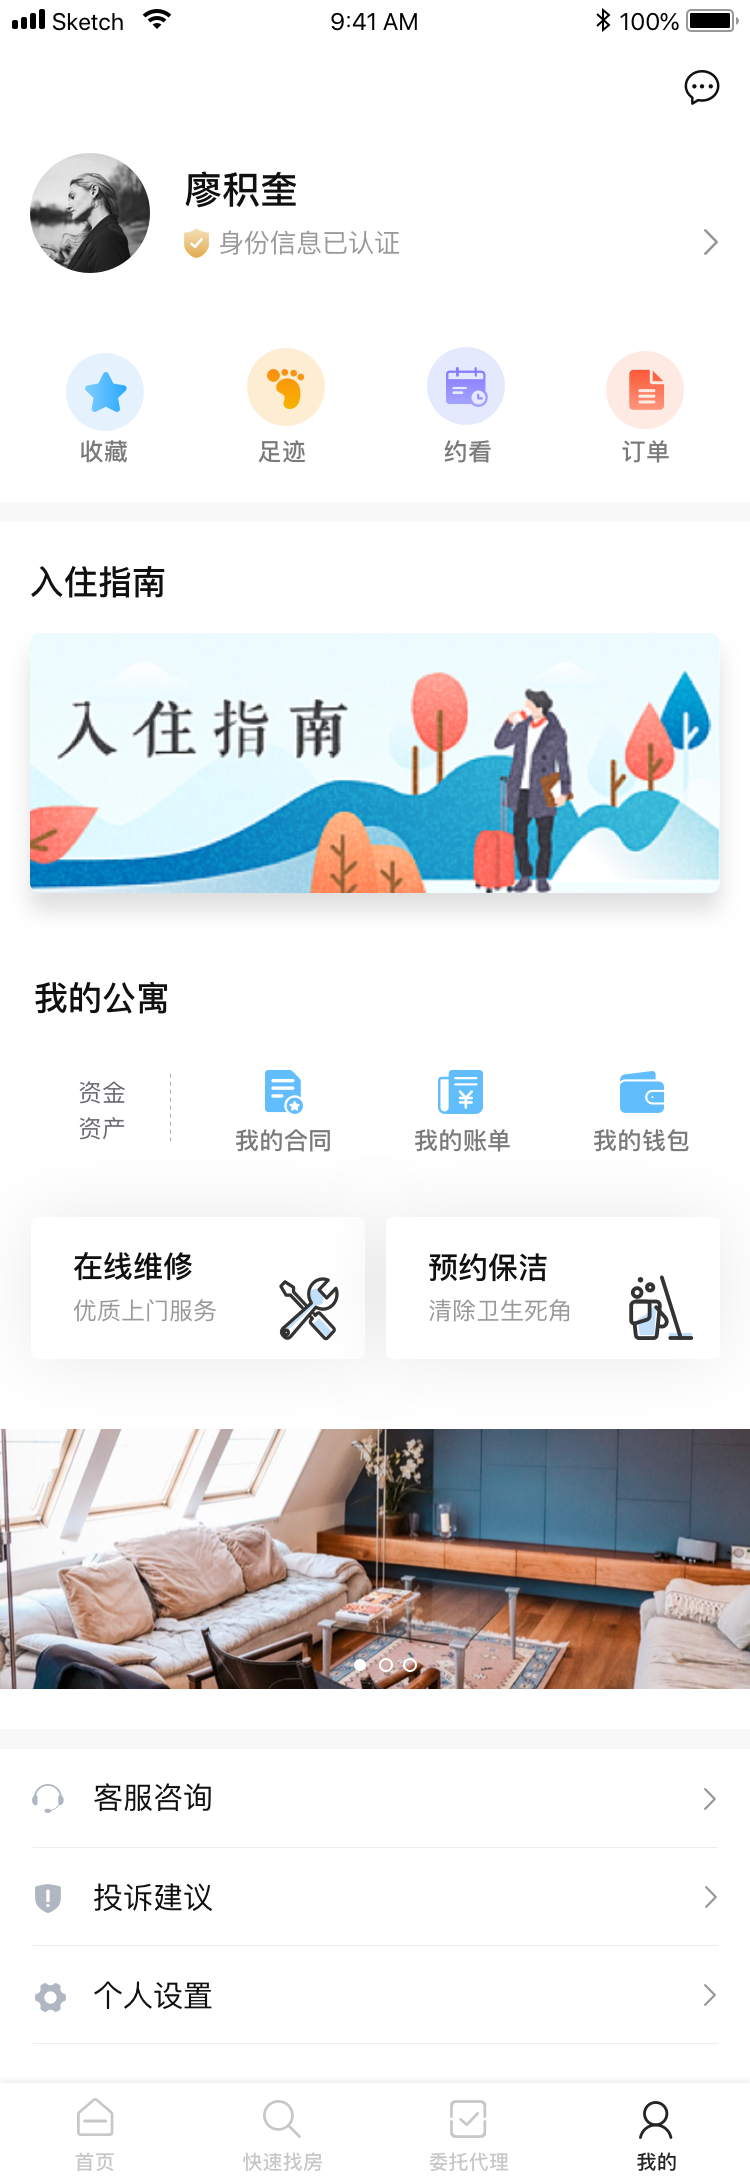 Sketch
9:41 AM
100%
廖积奎
身份信息已认证
收藏
足迹
约看
订单
入住指南
入住指南
我的公寓
资金
资产
我的合同
我的账单
我的钱包
在线维修
优质上门服务
预约保洁
清除卫生死角
客服咨询
投诉建议
个人设置
首页
快速找房
委托代理
我的